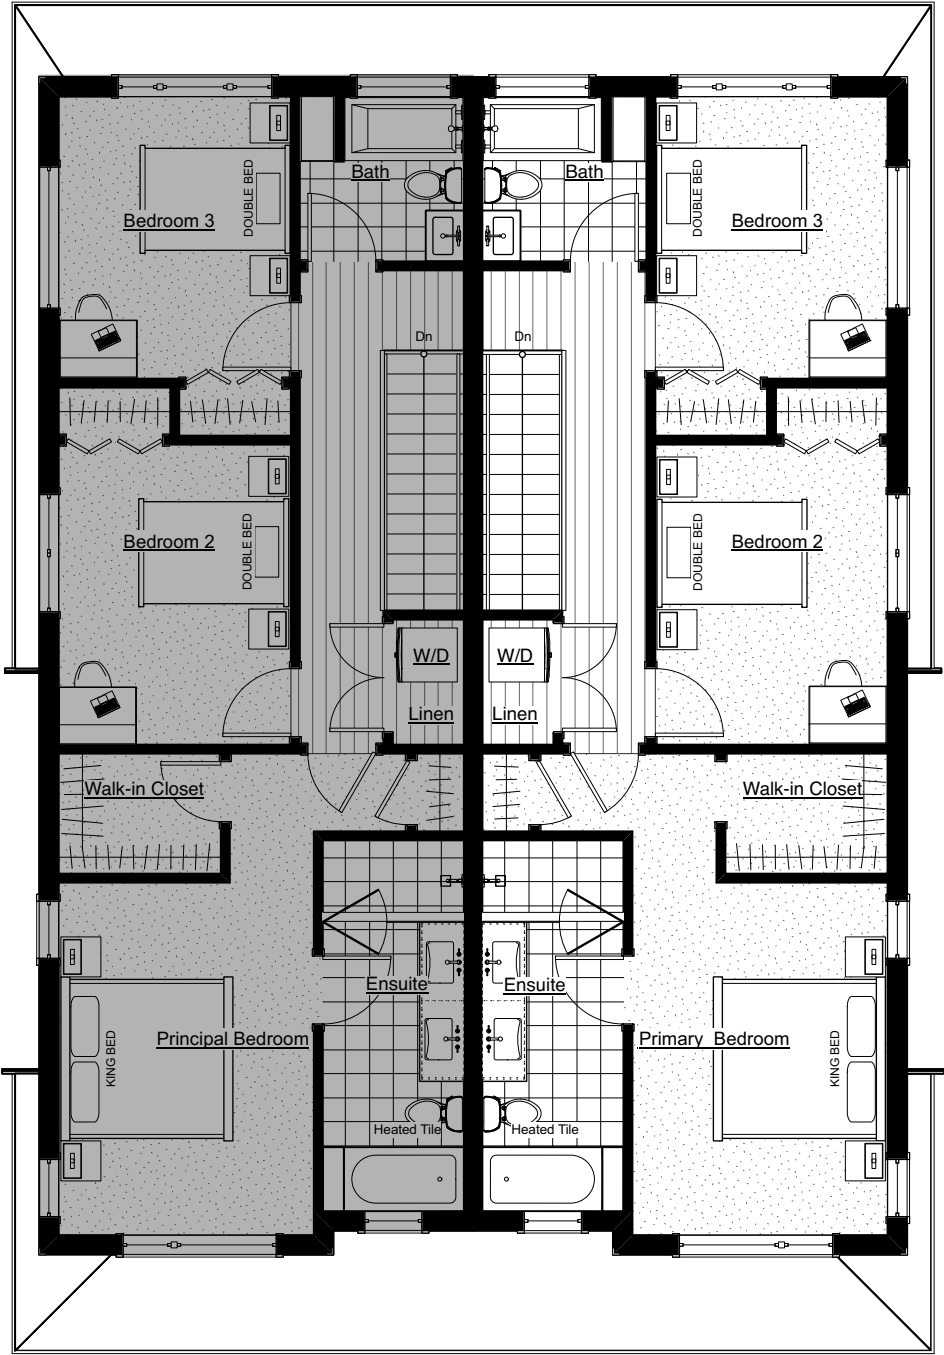 Bath
Bath
Bedroom 3
DOUBLE BED
DOUBLE BED
Bedroom 3
Dn
Dn
Bedroom 2
DOUBLE BED
DOUBLE BED
Bedroom 2
W/D
W/D
Linen
Linen
Walk-in Closet
Walk-in Closet
Ensuite
Ensuite
Principal Bedroom
Primary Bedroom
KING BED
KING BED
Heated Tile
Heated Tile